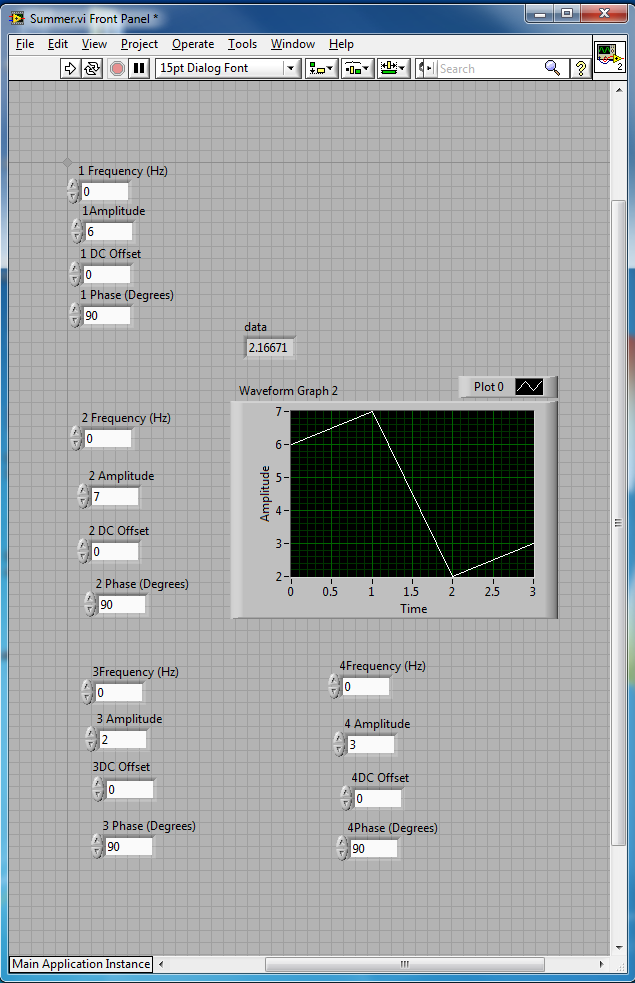 Summer.vi Front Panel *
File Edit View Project Operate Tools Window Help
15pt Dialog Font
Search
?
2
1 Frequency (Hz)
0
1Amplitude
6
1 DC Offset
0
1 Phase (Degrees)
90
data
2.16671
Waveform Graph 2
Plot 0
7
6
5
4
3
2
Amplitude
0 0.5 1 1.5 2 2.5 3
Time
2 Frequency (Hz)
0
2 Amplitude
7
2 DC Offset
0
2 Phase (Degrees)
90
3Frequency (Hz)
0
3 Amplitude
2
3DC Offset
0
3 Phase (Degrees)
90
4Frequency (Hz)
0
4 Amplitude
3
4DC Offset
0
4Phase (Degrees)
90
Main Application Instance